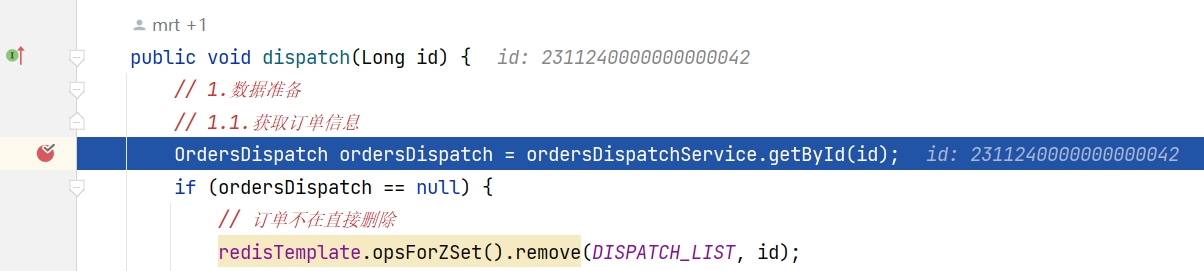 mrt +1
public void dispatch(Long id) { id: 2311240000000000042
// 1.数据准备
// 1.1.获取订单信息
OrdersDispatch ordersDispatch = ordersDispatchService.getById(id); id: 2311240000000000042
if (ordersDispatch == null) {
// 订单不在直接删除
redisTemplate.opsForZSet().remove(DISPATCH_LIST, id);